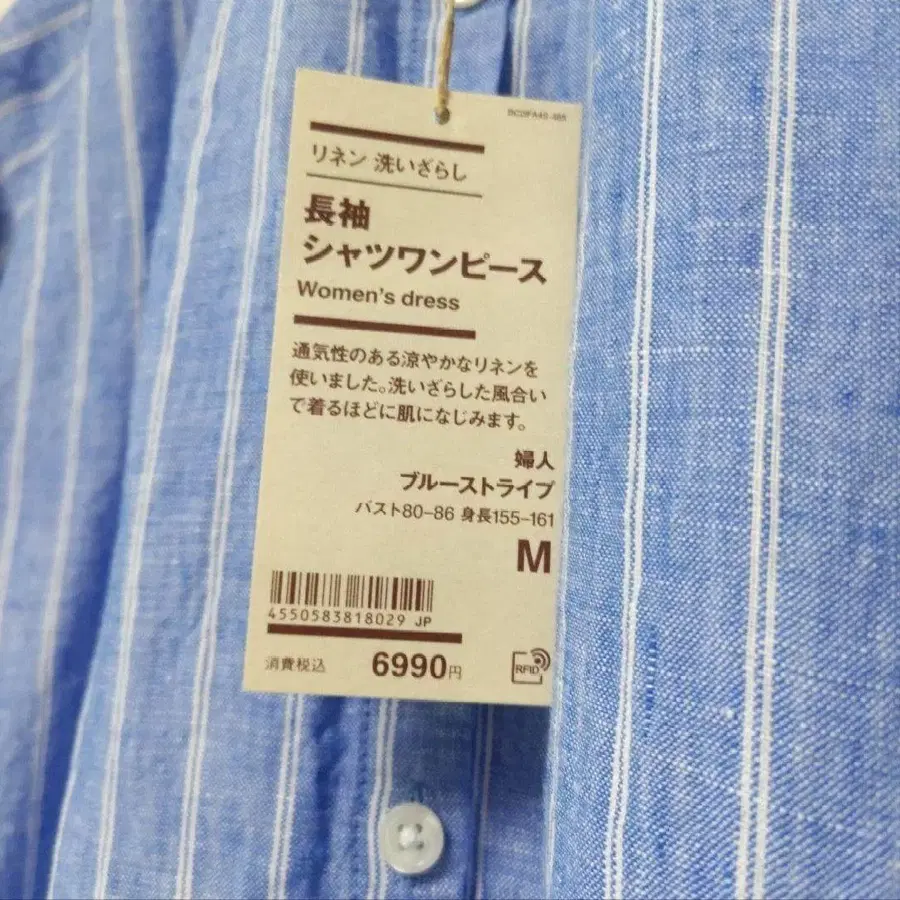 リネン 洗いざらし
長袖
シャツワンピース
Women's dress
通気性のある涼やかなリネンを
使いました。洗いざらした風合い
で着るほどに肌になじみます。
婦人
ブルーストライプ
バスト80-86 身長155-161
M
4550583818029 JP
消費税込 6990円
RFID